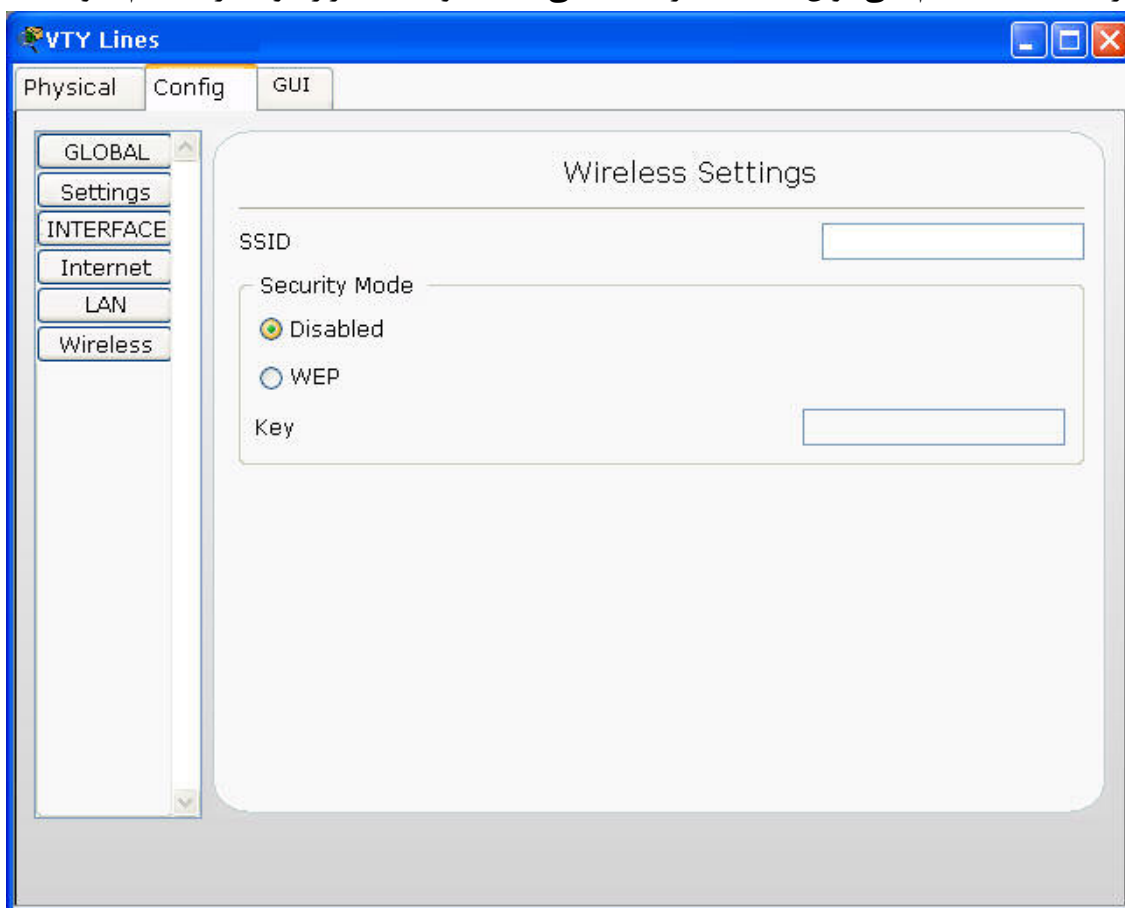 VTY Lines
Physical
Config
GUI
GLOBAL
Settings
INTERFACE
Internet
LAN
Wireless
Wireless Settings
SSID
Security Mode
Disabled
WEP
Key